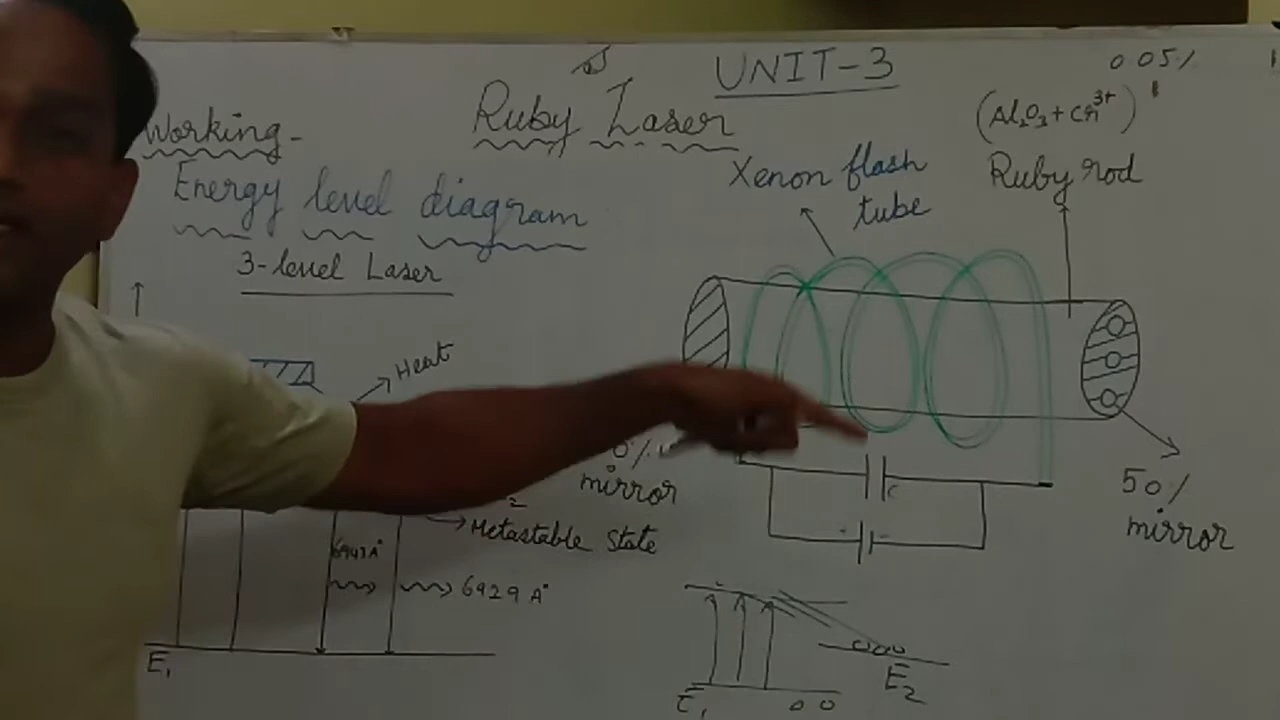 UNIT-3
0.05%
Ruby Laser
(Al₂O₃+Cr³⁺)
Working-
Xenon flash
tube
Ruby rod
Energy level diagram
3-level Laser
Heat
mirror
50%
mirror
C
Metastable State
6943A°
6929 A°
E₁
E₂
E₁